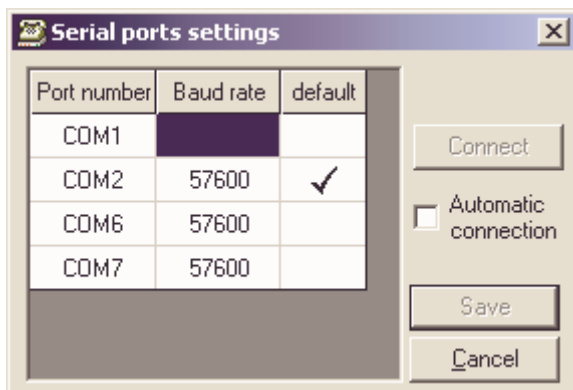 Serial ports settings
Port number Baud rate default
COM1
COM2 57600
COM6 57600
COM7 57600
Connect
Automatic
connection
Save
Cancel